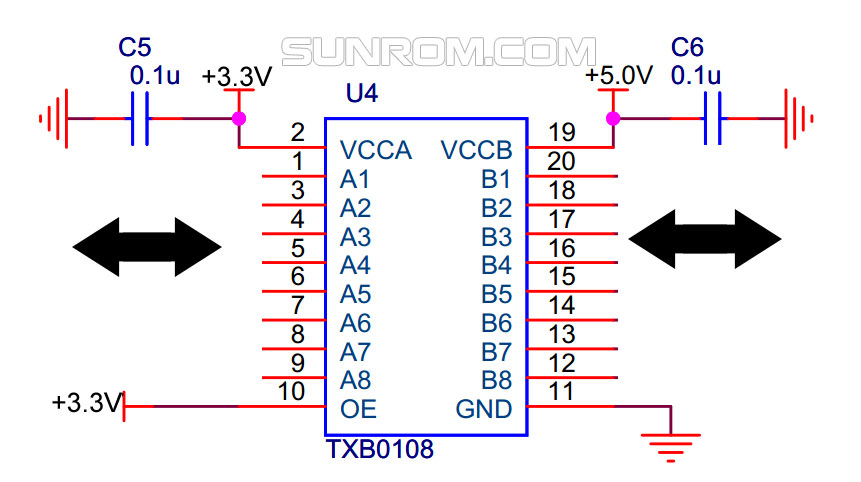 SUNROM.COM
C5
0.1u
+3.3V
+5.0V
C6
0.1u
U4
2 VCCA VCCB 19
1 A1 B1 20
3 A2 B2 18
4 A3 B3 17
5 A4 B4 16
6 A5 B5 15
7 A6 B6 14
8 A7 B7 13
9 A8 B8 12
10 OE GND 11
+3.3V
TXB0108